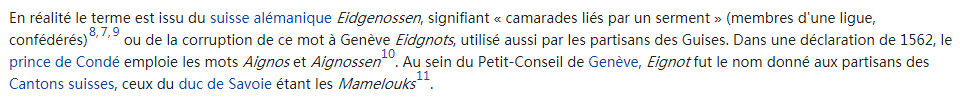 En réalité le terme est issu du suisse alémanique Eidgenossen, signifiant « camarades liés par un serment » (membres d'une ligue,
confédérés)8,7,9 ou de la corruption de ce mot à Genève Eidgnots, utilisé aussi par les partisans des Guises. Dans une déclaration de 1562, le
prince de Condé emploie les mots Aignos et Aignossen10. Au sein du Petit-Conseil de Genève, Eignot fut le nom donné aux partisans des
Cantons suisses, ceux du duc de Savoie étant les Mamelouks11.